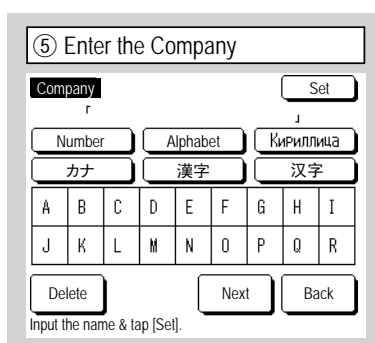 ⑤ Enter the Company
Company Set
「 」
Number Alphabet Кириллица
カナ 漢字 汉字
A B C D E F G H I
J K L M N O P Q R
Delete Next Back
Input the name & tap [Set].